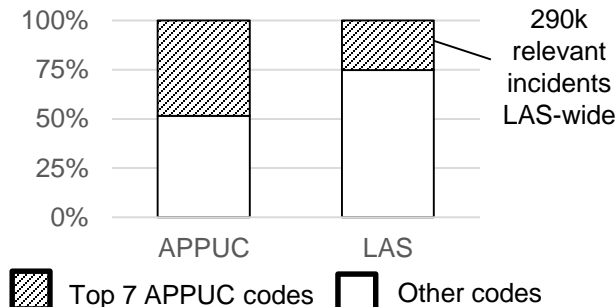 100%
75%
50%
25%
0%
APPUC LAS
290k
relevant
incidents
LAS-wide
Top 7 APPUC codes Other codes